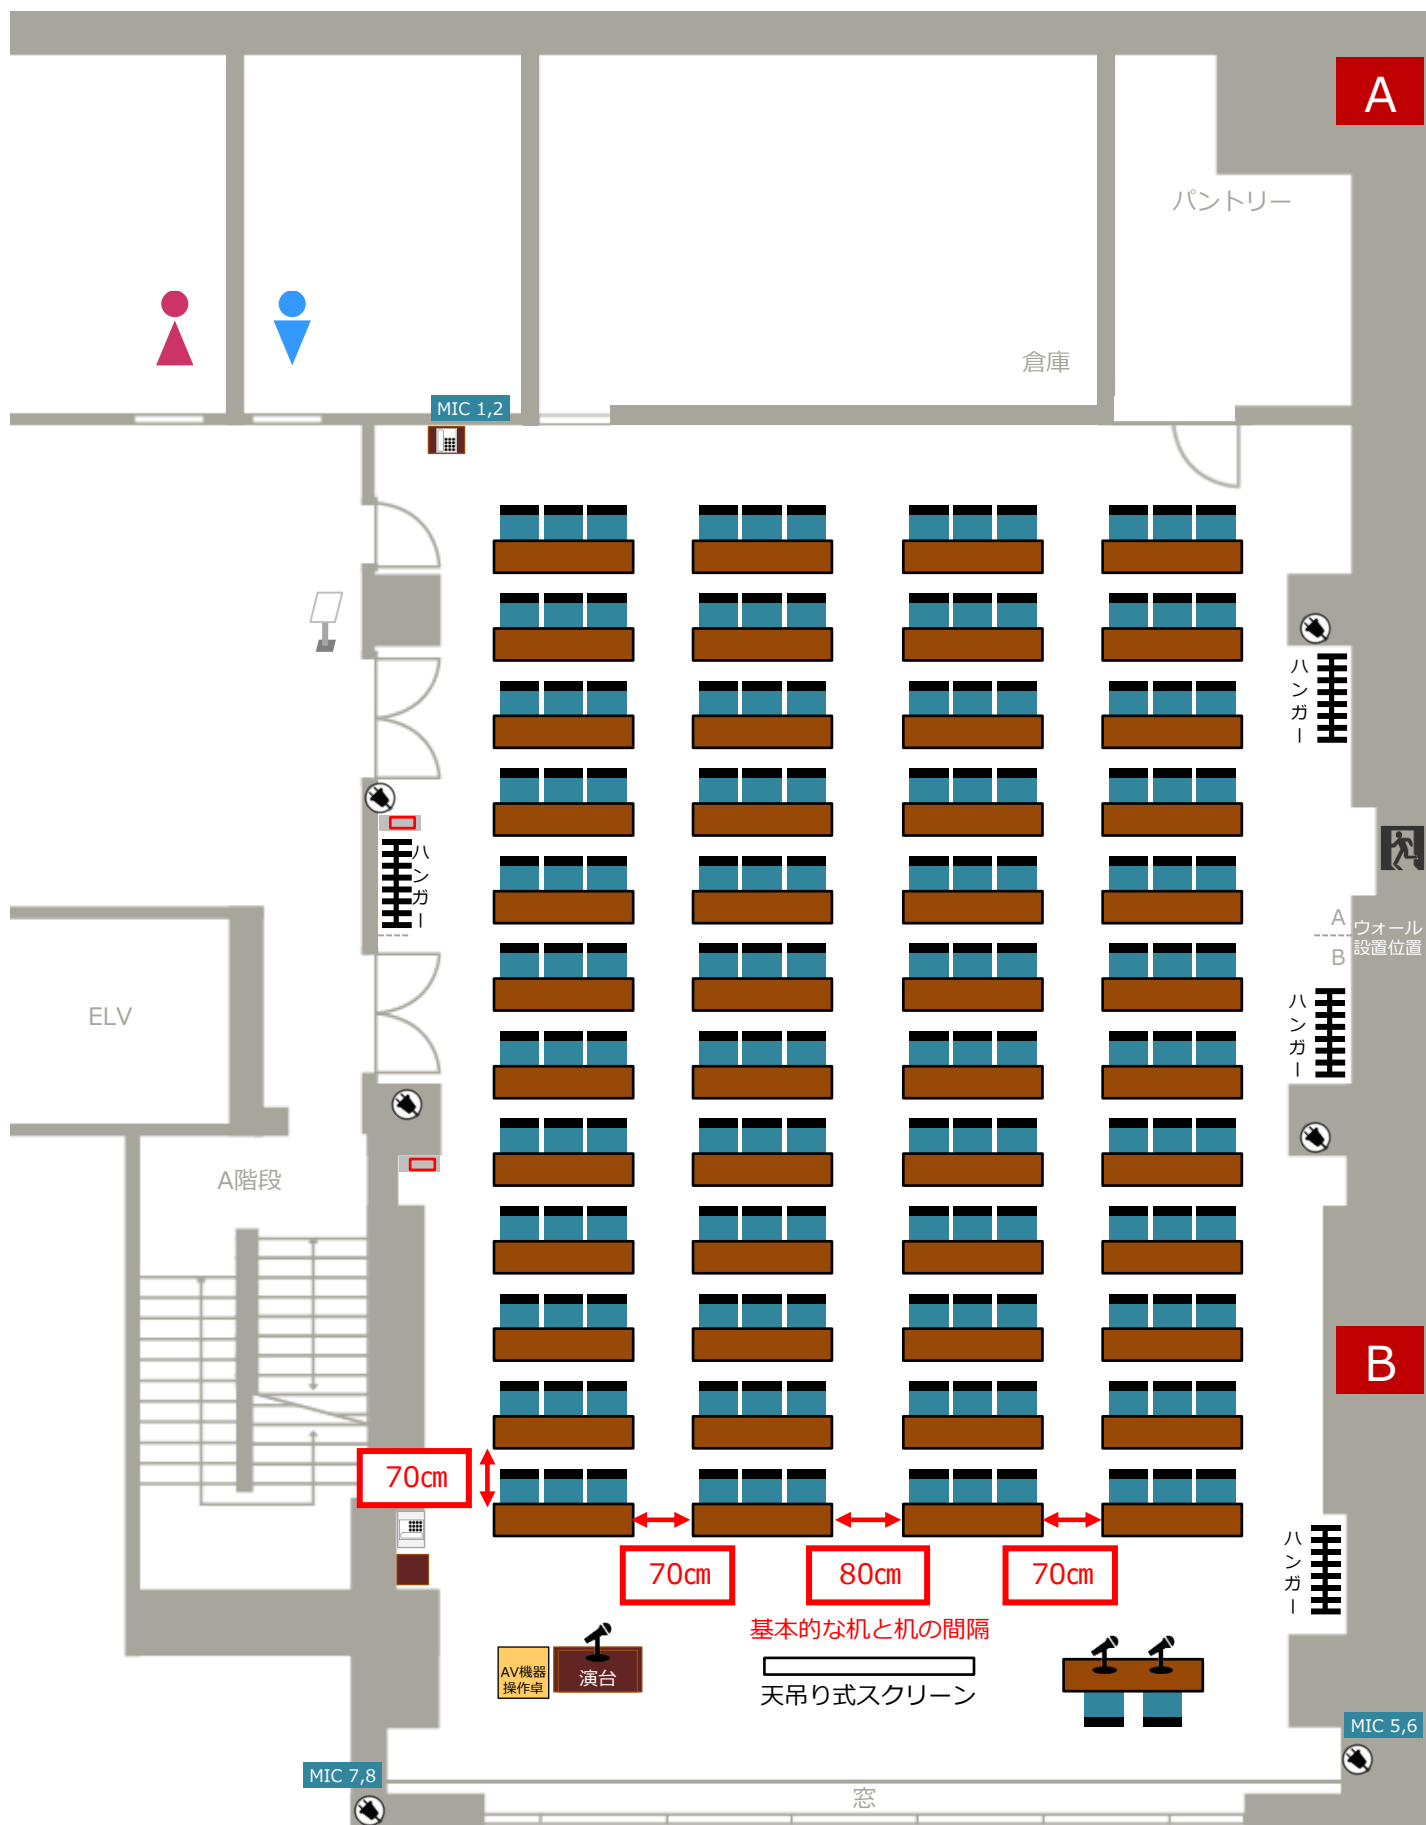 A
パントリー
倉庫
MIC 1,2
ハンガー
ハンガー
A
ウォール
設置位置
B
ハンガー
ELV
A階段
B
70㎝
70㎝
80㎝
70㎝
ハンガー
基本的な机と机の間隔
AV機器
操作卓
演台
天吊り式スクリーン
MIC 5,6
MIC 7,8
窓